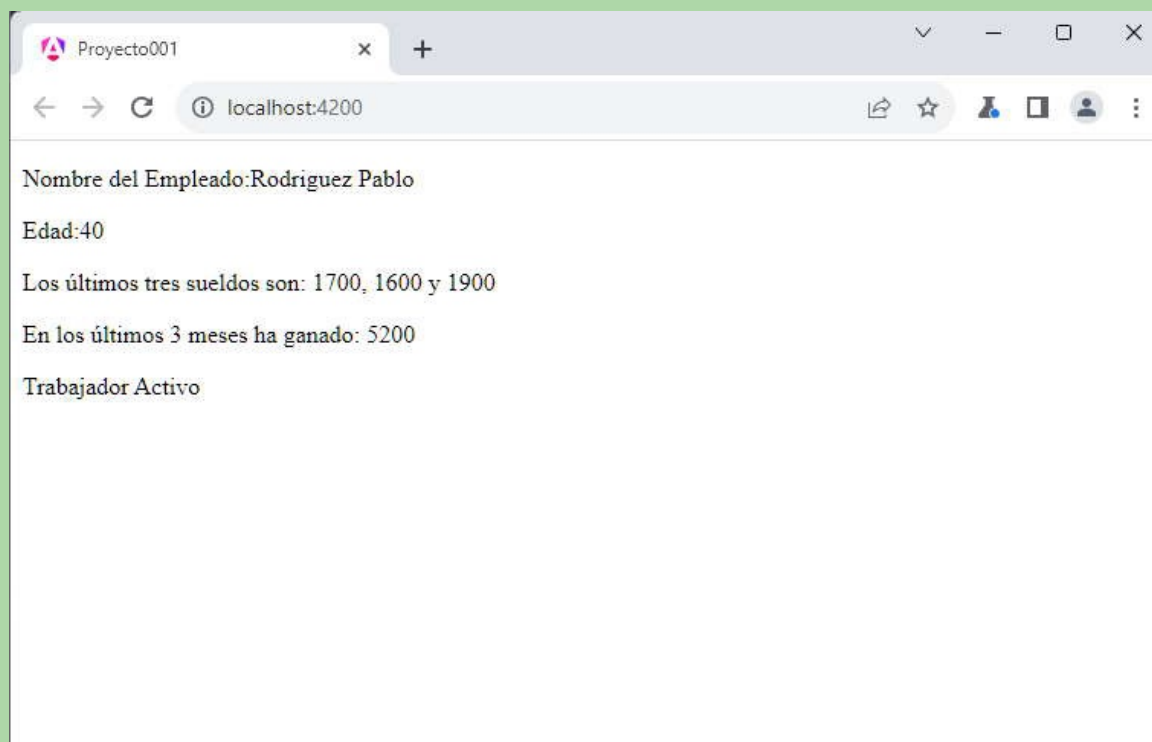 Proyecto001
localhost:4200
Nombre del Empleado:Rodriguez Pablo
Edad:40
Los últimos tres sueldos son: 1700, 1600 y 1900
En los últimos 3 meses ha ganado: 5200
Trabajador Activo